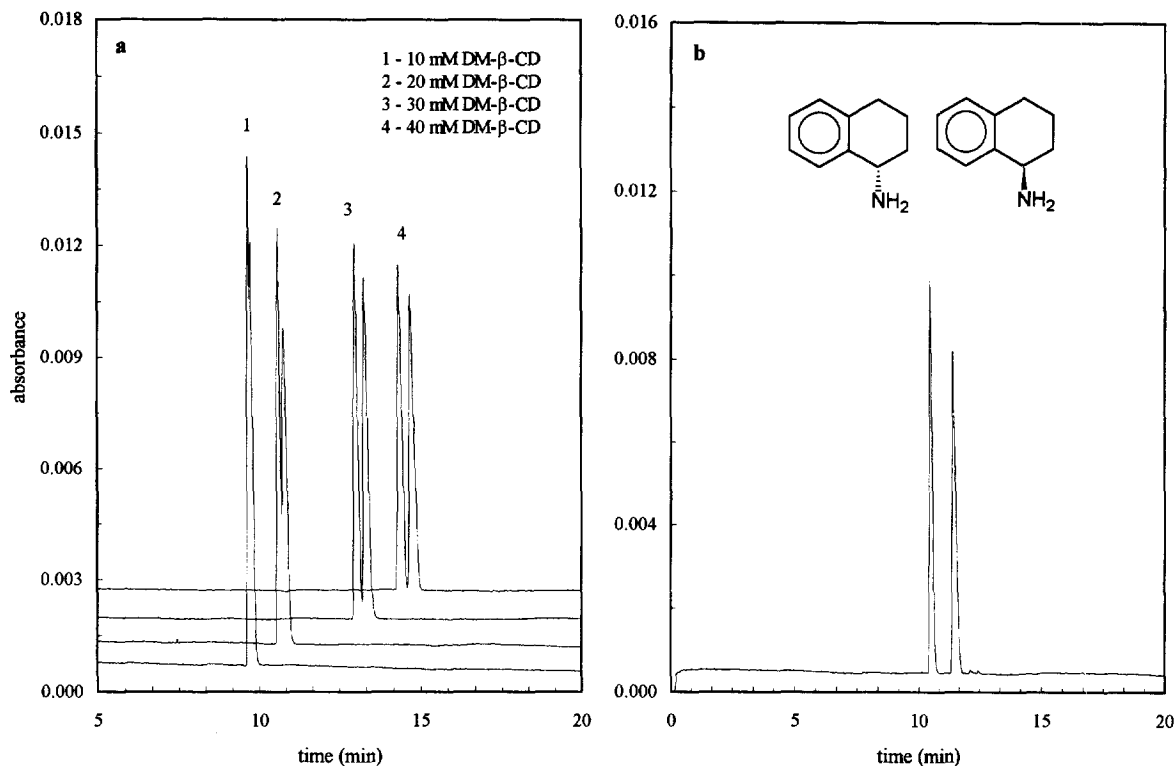 a
1 - 10 mM DM-β-CD
2 - 20 mM DM-β-CD
3 - 30 mM DM-β-CD
4 - 40 mM DM-β-CD
1
2
3
4
0.018
0.015
0.012
0.009
0.006
0.003
0.000
absorbance
5
10
15
20
time (min)
b
NH2
NH2
0.016
0.012
0.008
0.004
0.000
0
5
10
15
20
time (min)